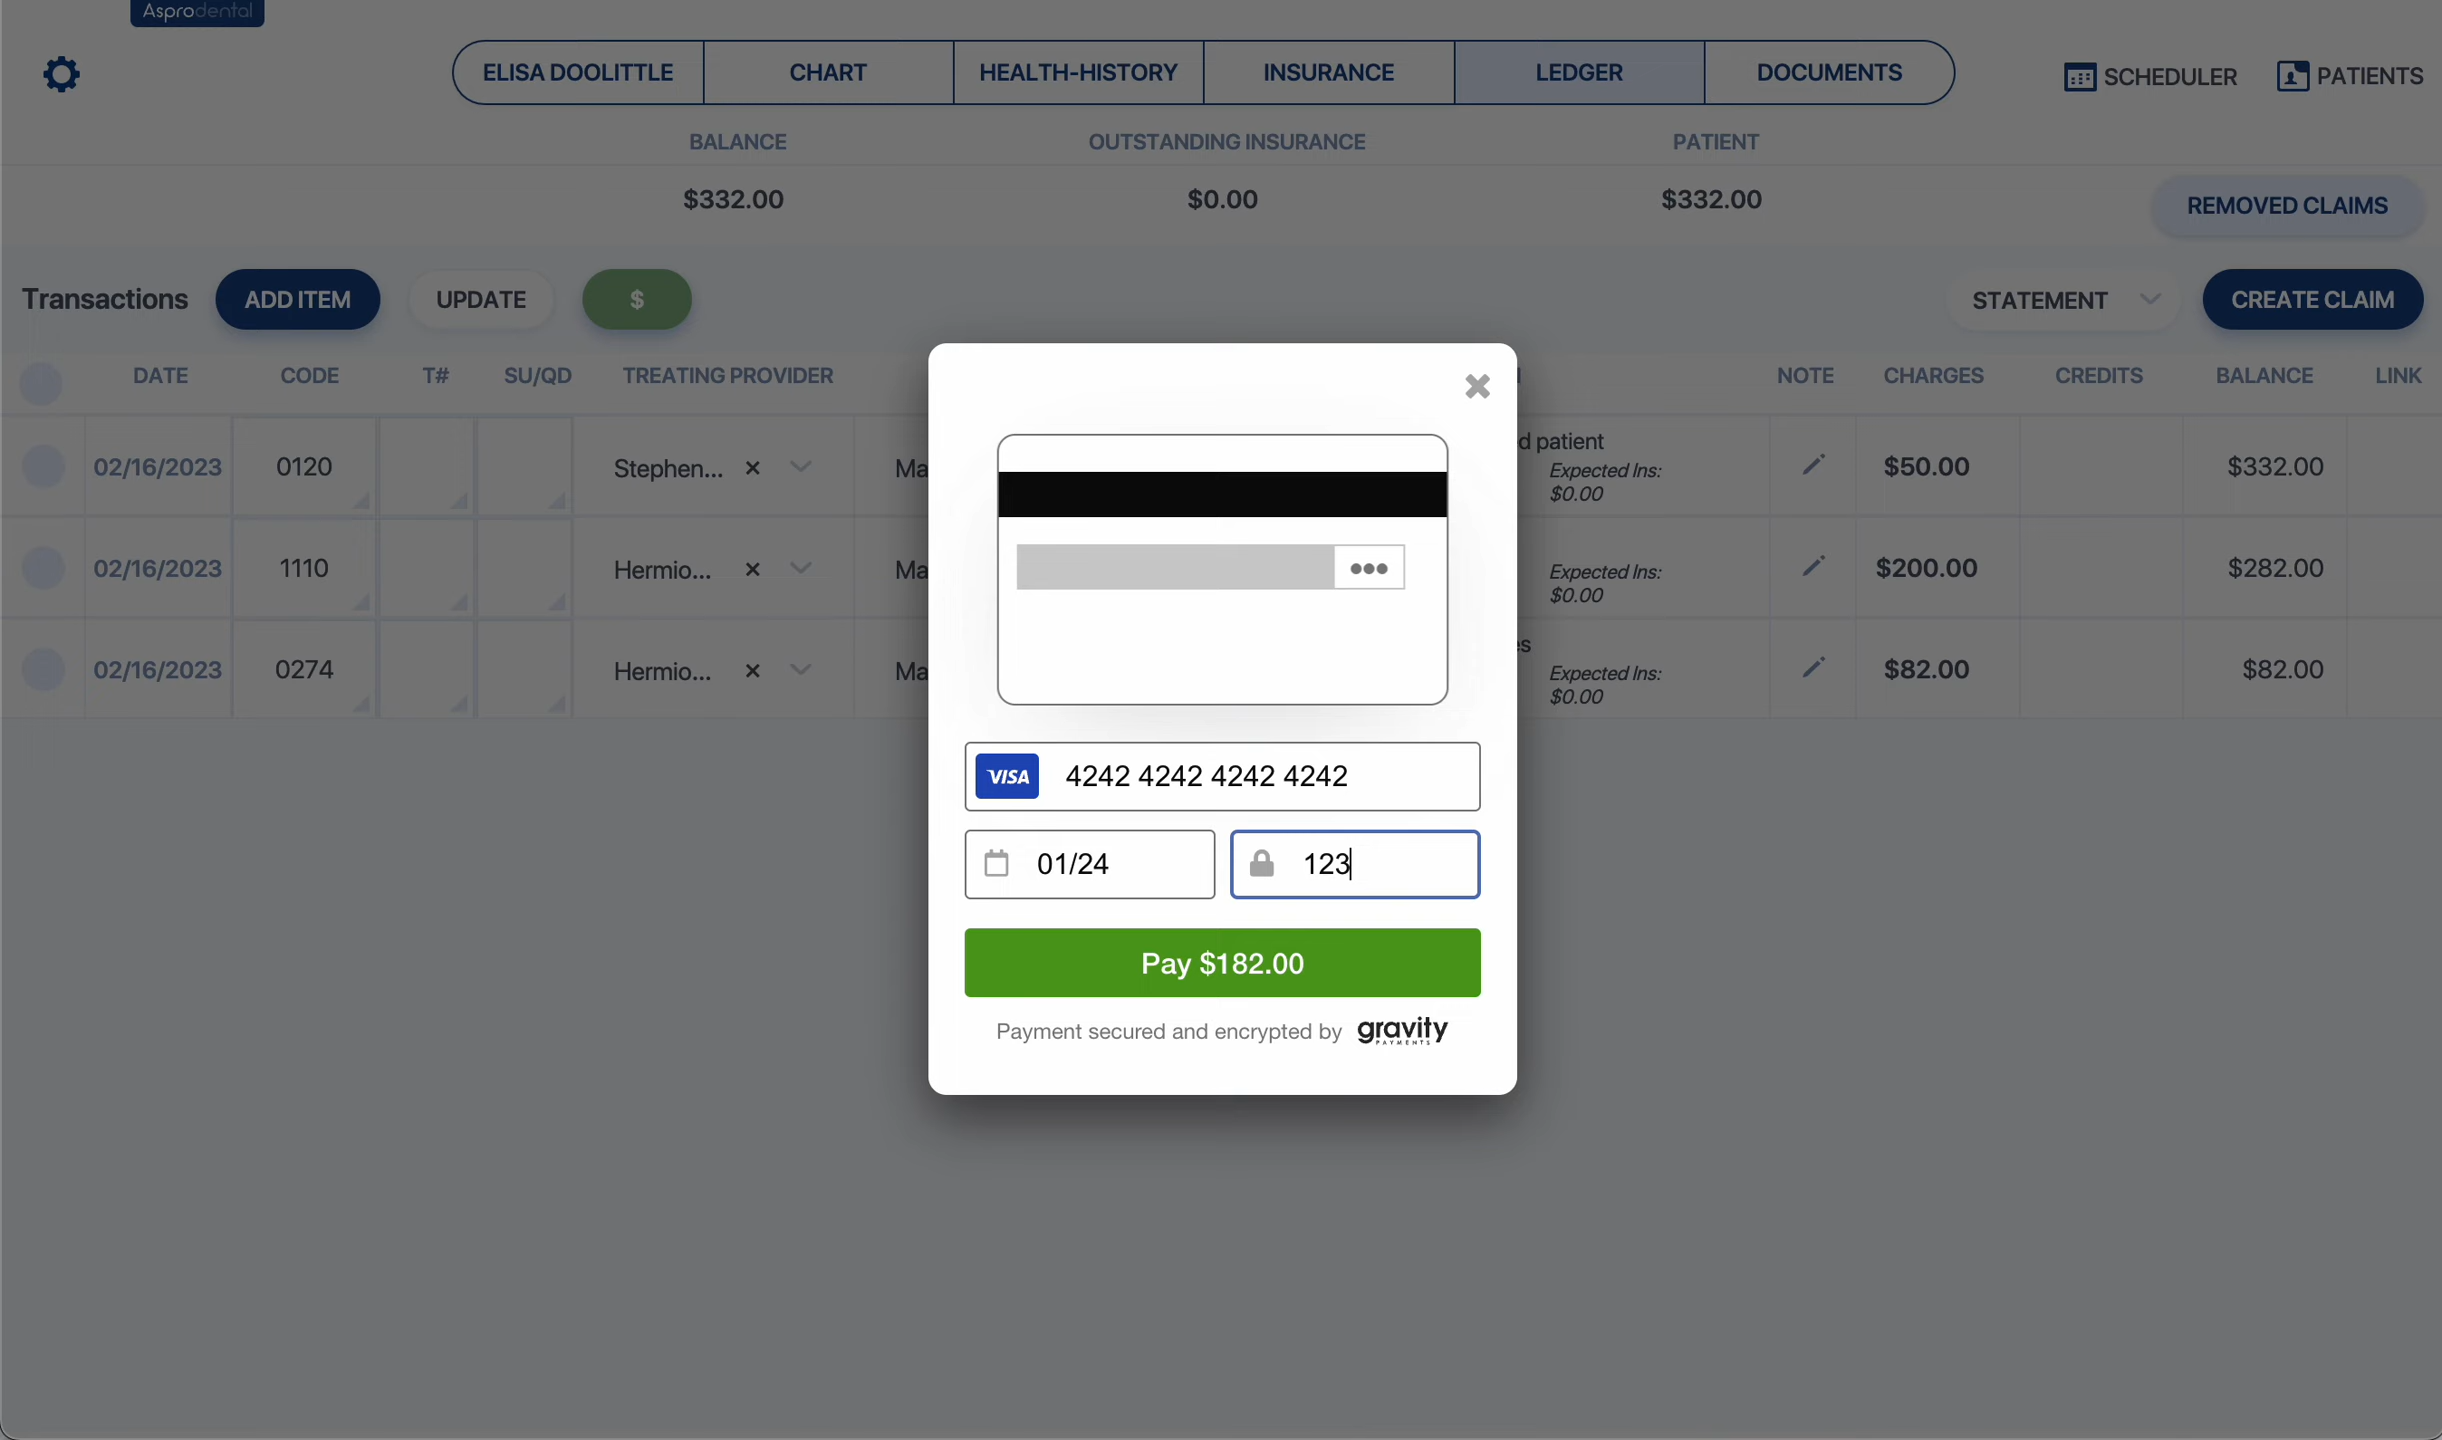 Asprodental
ELISA DOOLITTLE CHART HEALTH-HISTORY INSURANCE LEDGER DOCUMENTS SCHEDULER PATIENTS
BALANCE OUTSTANDING INSURANCE PATIENT
$332.00 $0.00 $332.00 REMOVED CLAIMS
Transactions ADD ITEM UPDATE $ STATEMENT CREATE CLAIM
DATE CODE T# SU/QD TREATING PROVIDER NOTE CHARGES CREDITS BALANCE LINK
d patient
02/16/2023 0120 Stephen... Ma Expected Ins: $50.00 $332.00
$0.00
02/16/2023 1110 Hermio... Ma Expected Ins: $200.00 $282.00
$0.00
es
02/16/2023 0274 Hermio... Ma Expected Ins: $82.00 $82.00
$0.00
VISA 4242 4242 4242 4242
01/24 123
Pay $182.00
Payment secured and encrypted by gravity
PAYMENTS